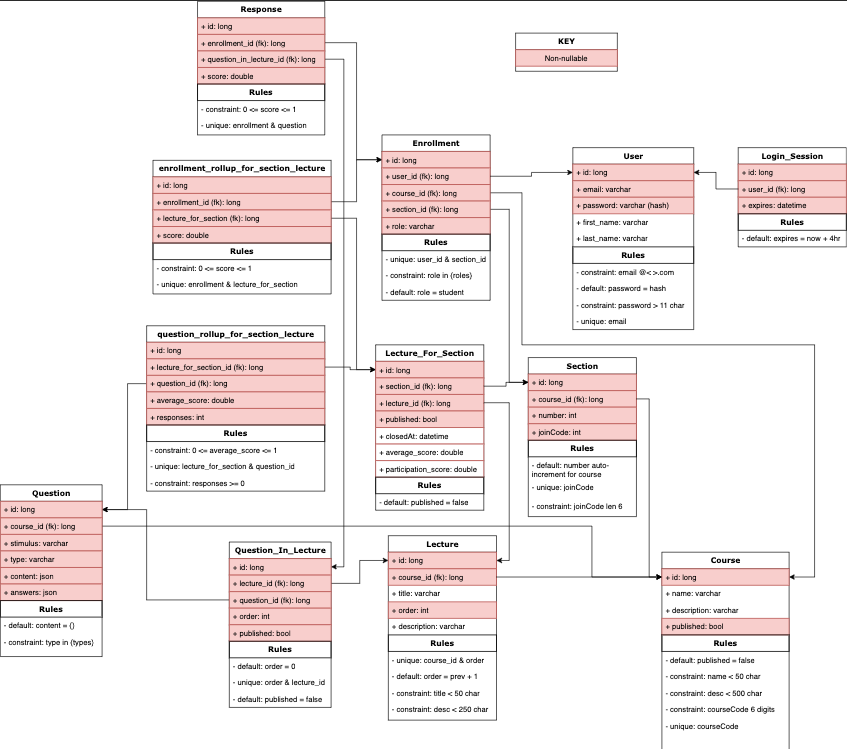 Response
+ id: long
+ enrollment_id (fk): long
+ question_in_lecture_id (fk): long
+ score: double
Rules
- constraint: 0 <= score <= 1
- unique: enrollment & question
KEY
Non-nullable
enrollment_rollup_for_section_lecture
+ id: long
+ enrollment_id (fk): long
+ lecture_for_section (fk): long
+ score: double
Rules
- constraint: 0 <= score <= 1
- unique: enrollment & lecture_for_section
Enrollment
+ id: long
+ user_id (fk): long
+ course_id (fk): long
+ section_id (fk): long
+ role: varchar
Rules
- unique: user_id & section_id
- constraint: role in (roles)
- default: role = student
User
+ id: long
+ email: varchar
+ password: varchar (hash)
+ first_name: varchar
+ last_name: varchar
Rules
- constraint: email @< >.com
- default: password = hash
- constraint: password > 11 char
- unique: email
Login_Session
+ id: long
+ user_id (fk): long
+ expires: datetime
Rules
- default: expires = now + 4hr
question_rollup_for_section_lecture
+ id: long
+ lecture_for_section_id (fk): long
+ question_id (fk): long
+ average_score: double
+ responses: int
Rules
- constraint: 0 <= average_score <= 1
- unique: lecture_for_section & question_id
- constraint: responses >= 0
Lecture_For_Section
+ id: long
+ section_id (fk): long
+ lecture_id (fk): long
+ published: bool
+ closedAt: datetime
+ average_score: double
+ participation_score: double
Rules
- default: published = false
Section
+ id: long
+ course_id (fk): long
+ number: int
+ joinCode: int
Rules
- default: number auto-
increment for course
- unique: joinCode
- constraint: joinCode len 6
Question
+ id: long
+ course_id (fk): long
+ stimulus: varchar
+ type: varchar
+ content: json
+ answers: json
Rules
- default: content = {}
- constraint: type in (types)
Question_In_Lecture
+ id: long
+ lecture_id (fk): long
+ question_id (fk): long
+ order: int
+ published: bool
Rules
- default: order = 0
- unique: order & lecture_id
- default: published = false
Lecture
+ id: long
+ course_id (fk): long
+ title: varchar
+ order: int
+ description: varchar
Rules
- unique: course_id & order
- default: order = prev + 1
- constraint: title < 50 char
- constraint: desc < 250 char
Course
+ id: long
+ name: varchar
+ description: varchar
+ published: bool
Rules
- default: published = false
- constraint: name < 50 char
- constraint: desc < 500 char
- constraint: courseCode 6 digits
- unique: courseCode